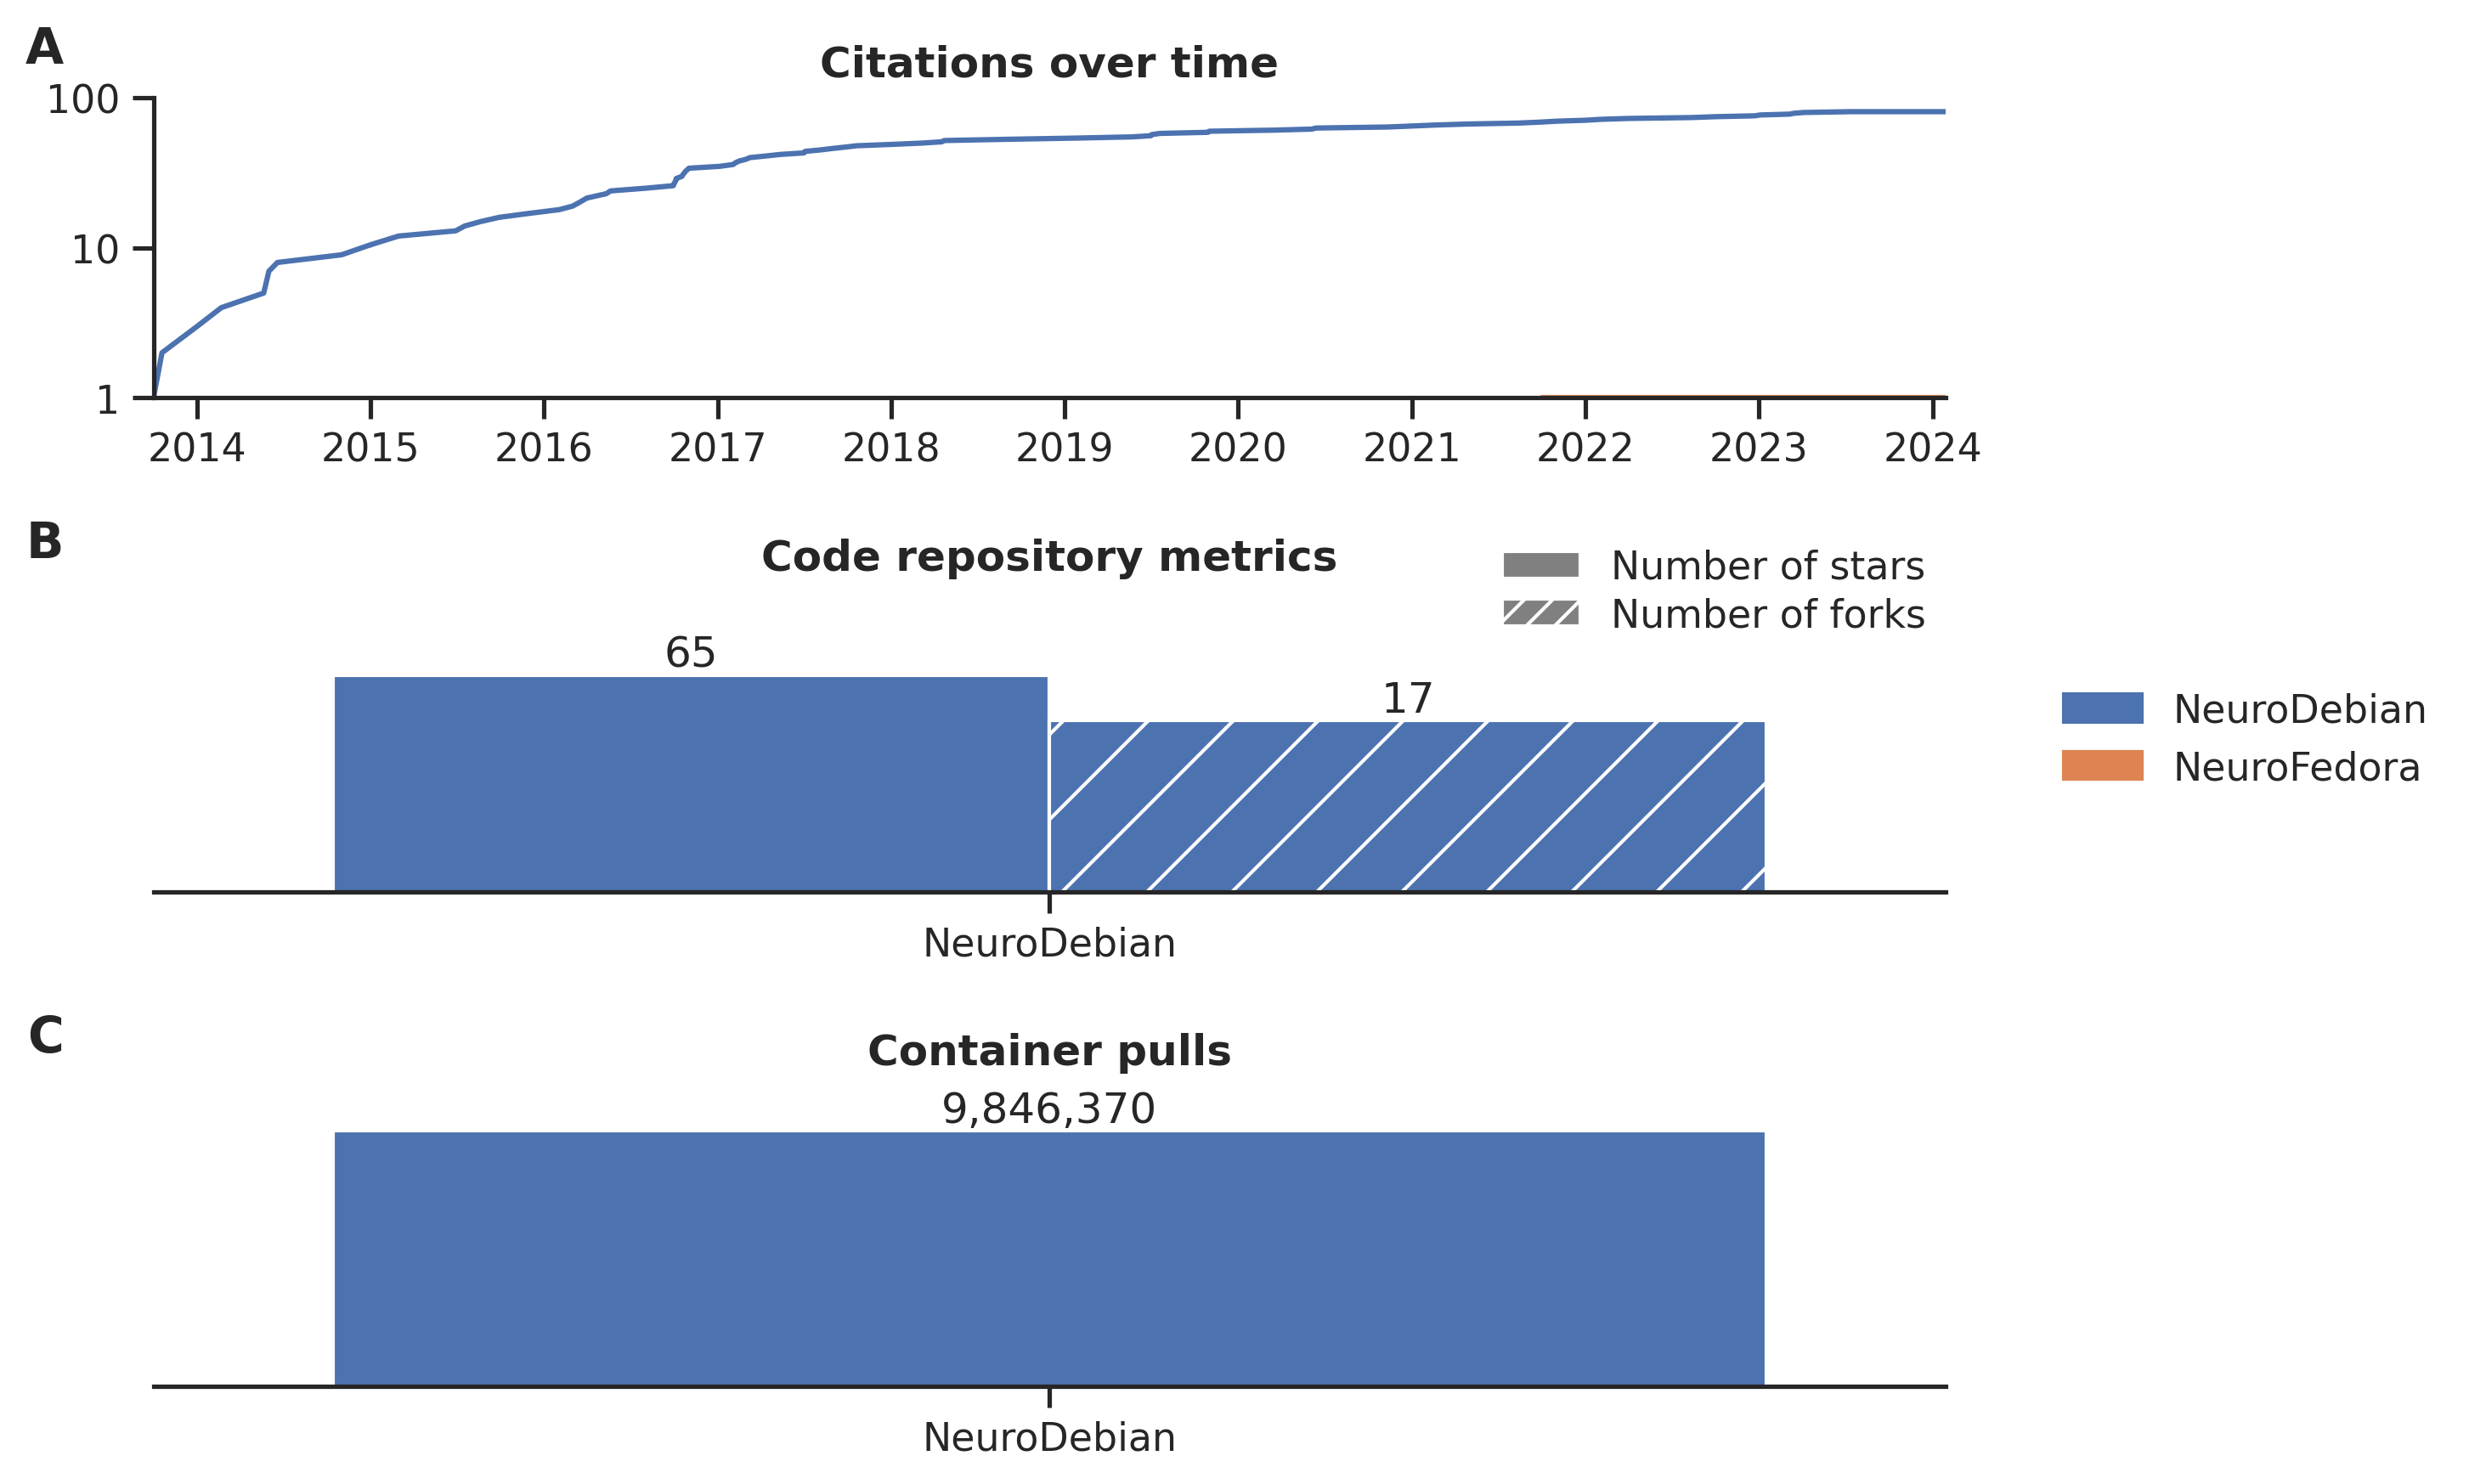 A
Citations over time
100
10
1
2014 2015 2016 2017 2018 2019 2020 2021 2022 2023 2024
B
Code repository metrics
Number of stars
Number of forks
65
17
NeuroDebian
NeuroFedora
NeuroDebian
C
Container pulls
9,846,370
NeuroDebian